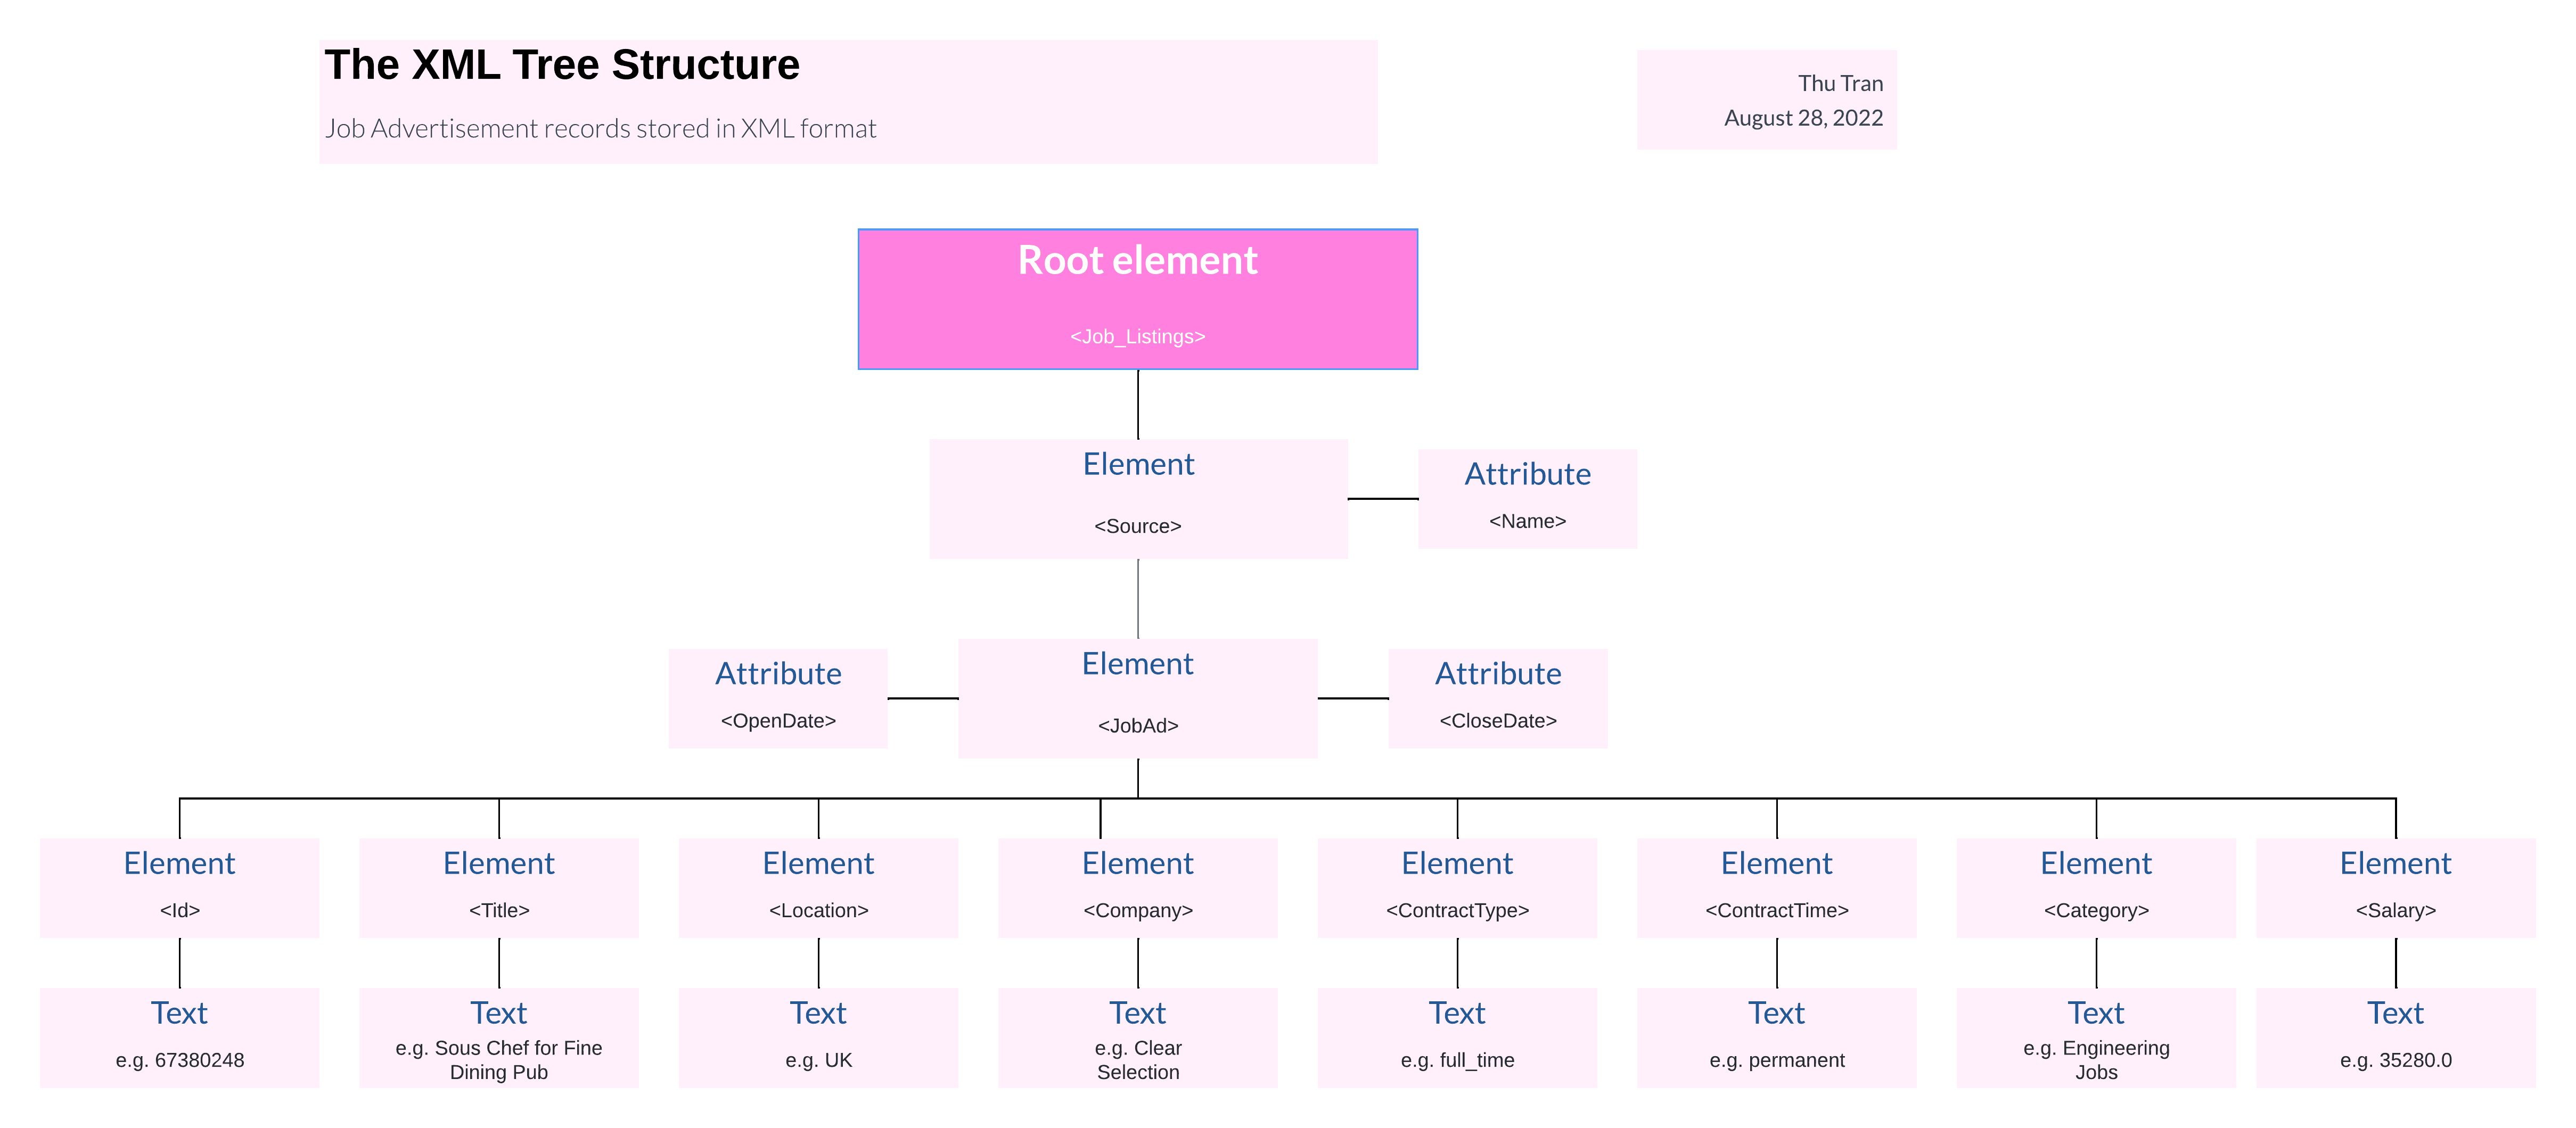 The XML Tree Structure
Job Advertisement records stored in XML format
Thu Tran
August 28, 2022
Root element
<Job_Listings>
Element
<Source>
Attribute
<Name>
Attribute
<OpenDate>
Element
<JobAd>
Attribute
<CloseDate>
Element
<Id>
Element
<Title>
Element
<Location>
Element
<Company>
Element
<ContractType>
Element
<ContractTime>
Element
<Category>
Element
<Salary>
Text
e.g. 67380248
Text
e.g. Sous Chef for Fine
Dining Pub
Text
e.g. UK
Text
e.g. Clear
Selection
Text
e.g. full_time
Text
e.g. permanent
Text
e.g. Engineering
Jobs
Text
e.g. 35280.0